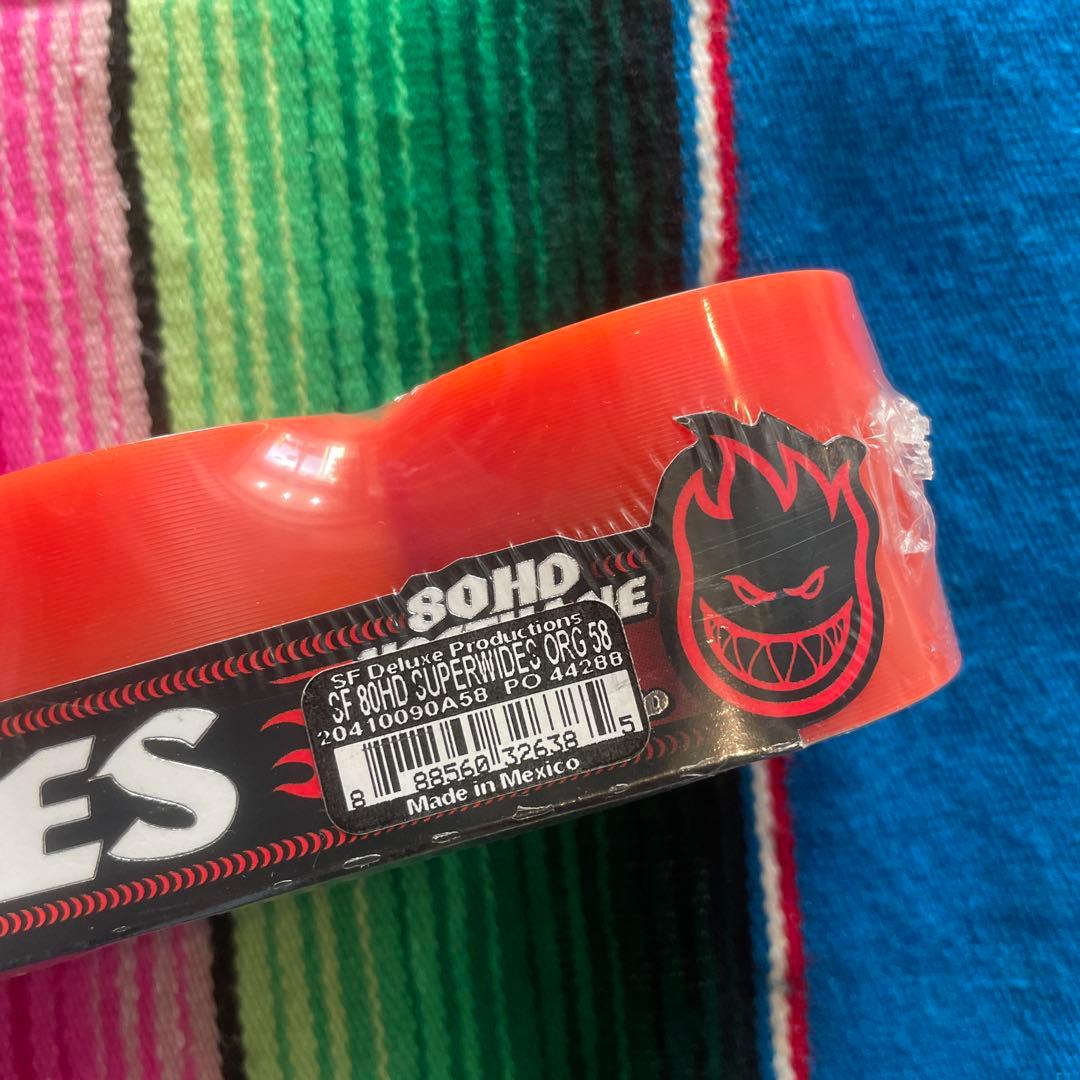 80HD
SF Deluxe Productions
SF 80HD SUPERWIDES ORG 58
20410090A58 PO 44288
8 88560 32638 5
Made in Mexico
ES